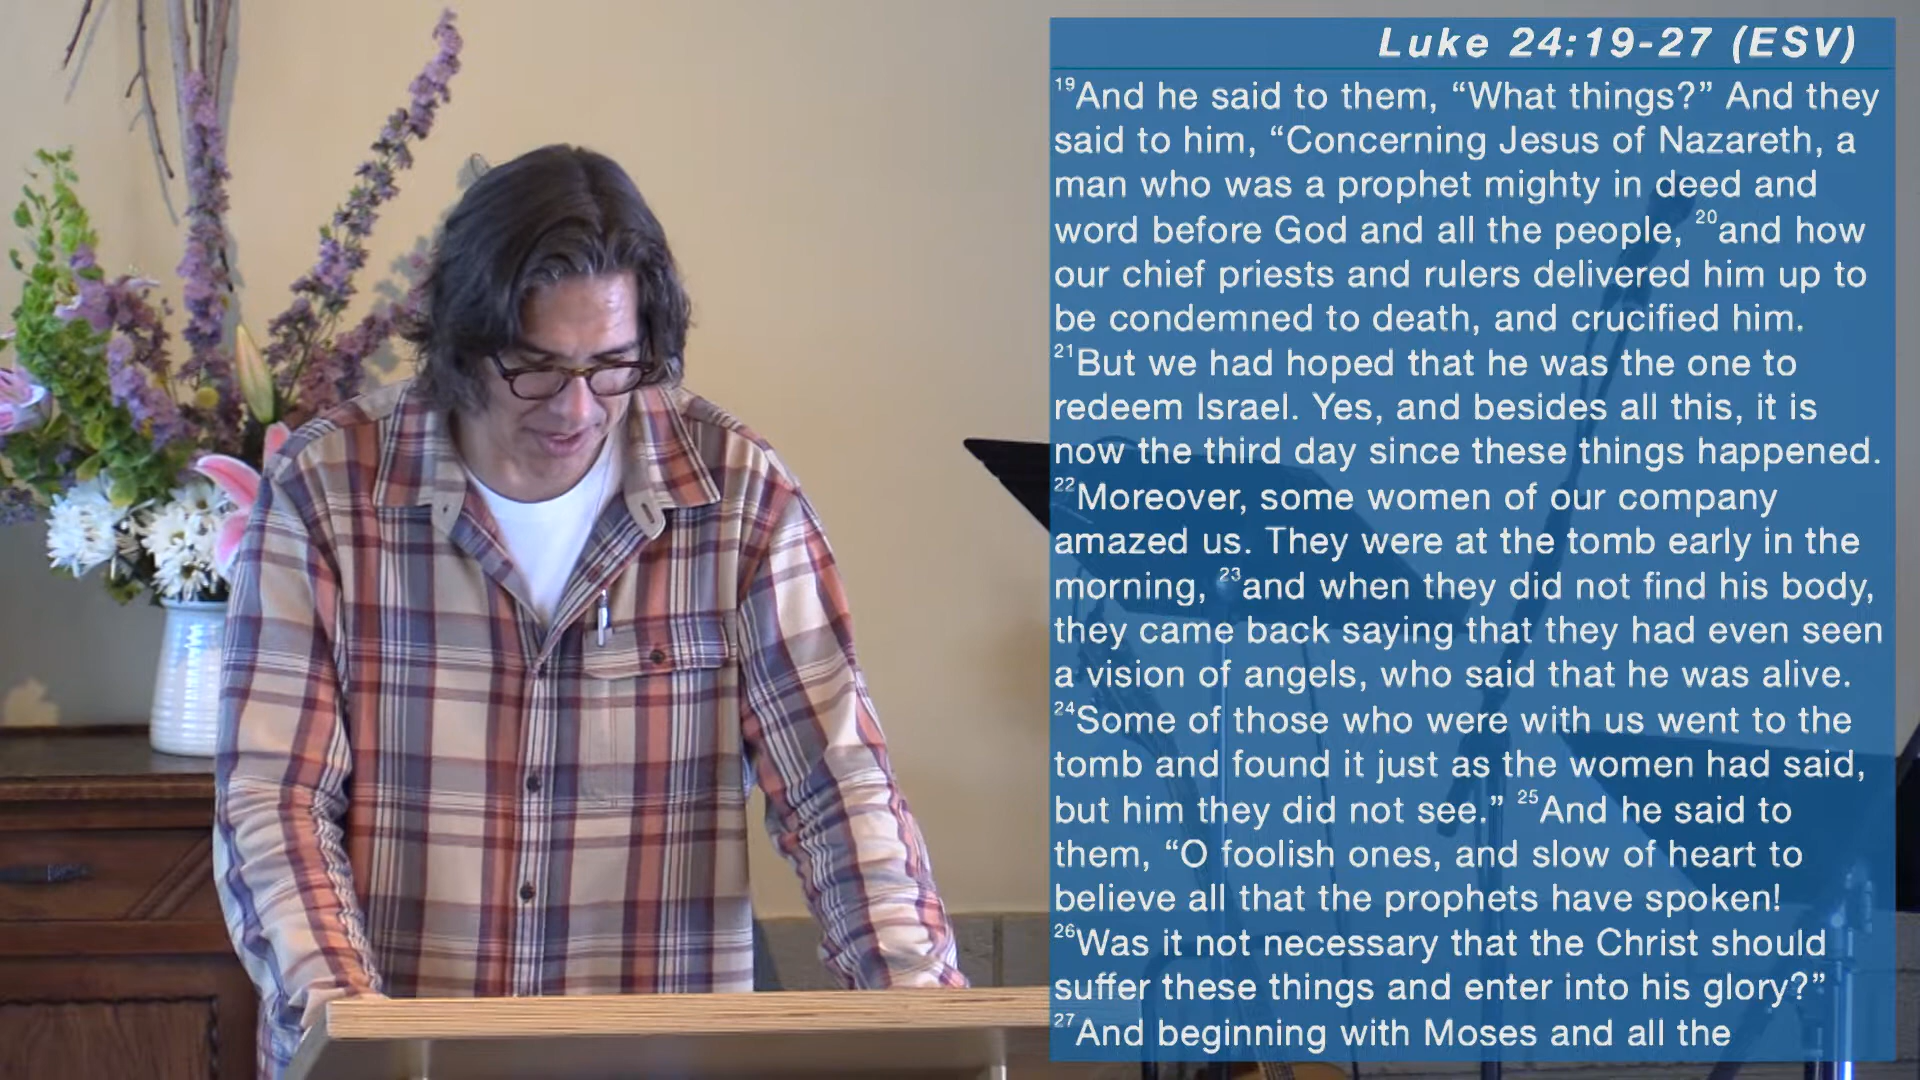 Luke 24:19-27 (ESV)
19And he said to them, “What things?” And they
said to him, “Concerning Jesus of Nazareth, a
man who was a prophet mighty in deed and
word before God and all the people, 20and how
our chief priests and rulers delivered him up to
be condemned to death, and crucified him.
21But we had hoped that he was the one to
redeem Israel. Yes, and besides all this, it is
now the third day since these things happened.
22Moreover, some women of our company
amazed us. They were at the tomb early in the
morning, 23and when they did not find his body,
they came back saying that they had even seen
a vision of angels, who said that he was alive.
24Some of those who were with us went to the
tomb and found it just as the women had said,
but him they did not see.” 25And he said to
them, “O foolish ones, and slow of heart to
believe all that the prophets have spoken!
26Was it not necessary that the Christ should
suffer these things and enter into his glory?”
27And beginning with Moses and all the